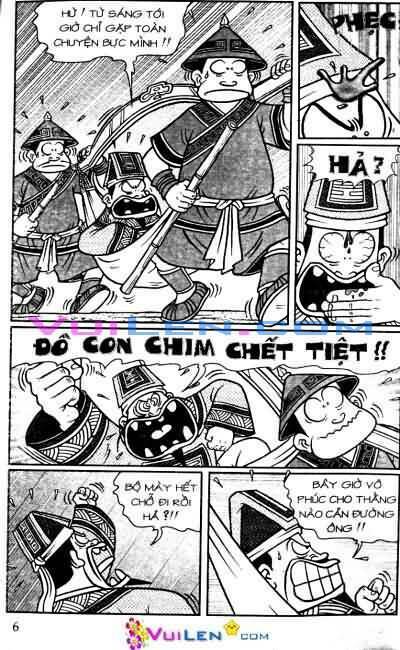 HỨ! TỪ SÁNG TỚI
GIỜ CHỈ GẶP TOÀN
CHUYỆN BỰC MÌNH!!
PHẸC
HẢ?
VUILEN.COM
ĐỒ CON CHIM CHẾT TIỆT!!
BỘ MÀY HẾT
CHỖ ĐI RỒI
HẢ?!!
BÂY GIỜ VÔ
PHÚC CHO THẰNG
NÀO CẢN ĐƯỜNG
ÔNG!!
6
VUILEN.COM